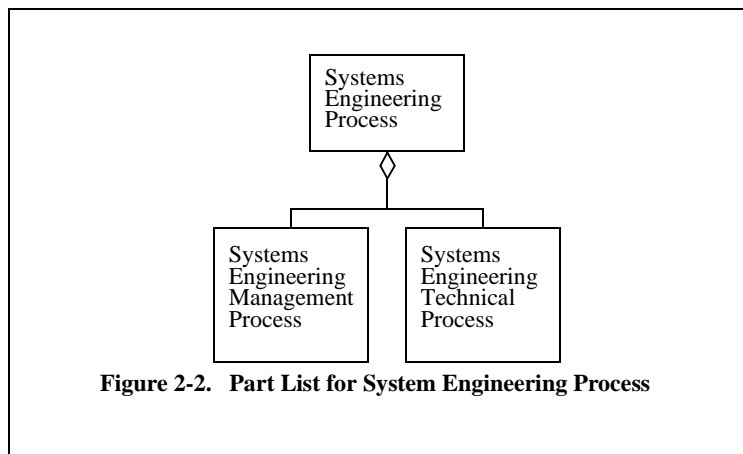 Systems
Engineering
Process
Systems
Engineering
Management
Process
Systems
Engineering
Technical
Process
Figure 2-2. Part List for System Engineering Process